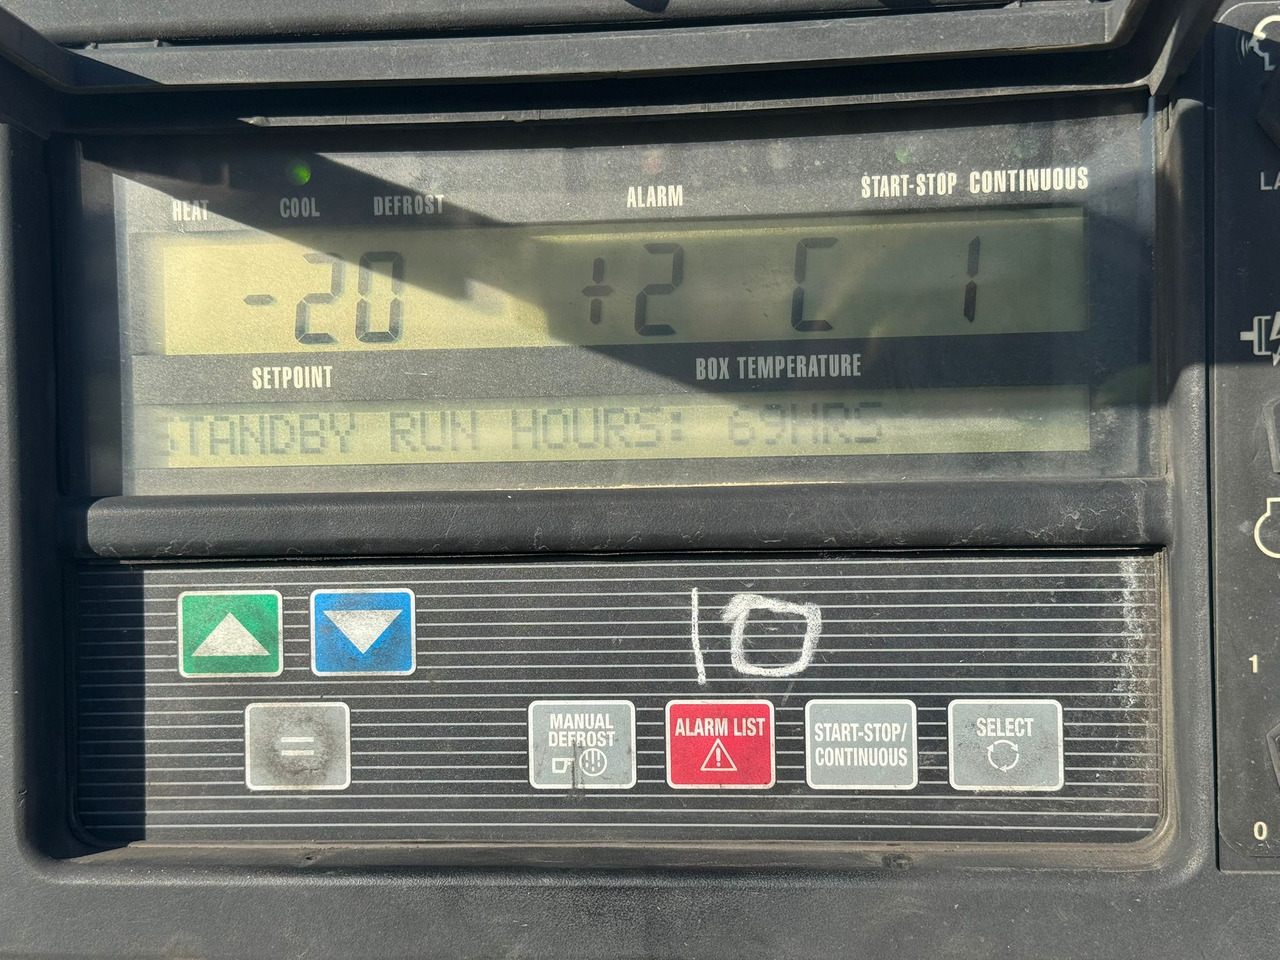 HEAT COOL DEFROST ALARM START-STOP CONTINUOUS
-20 +2 C 1
SETPOINT BOX TEMPERATURE
STANDBY RUN HOURS: 69HRS
10
MANUAL DEFROST
ALARM LIST
START-STOP/
CONTINUOUS
SELECT
1
0